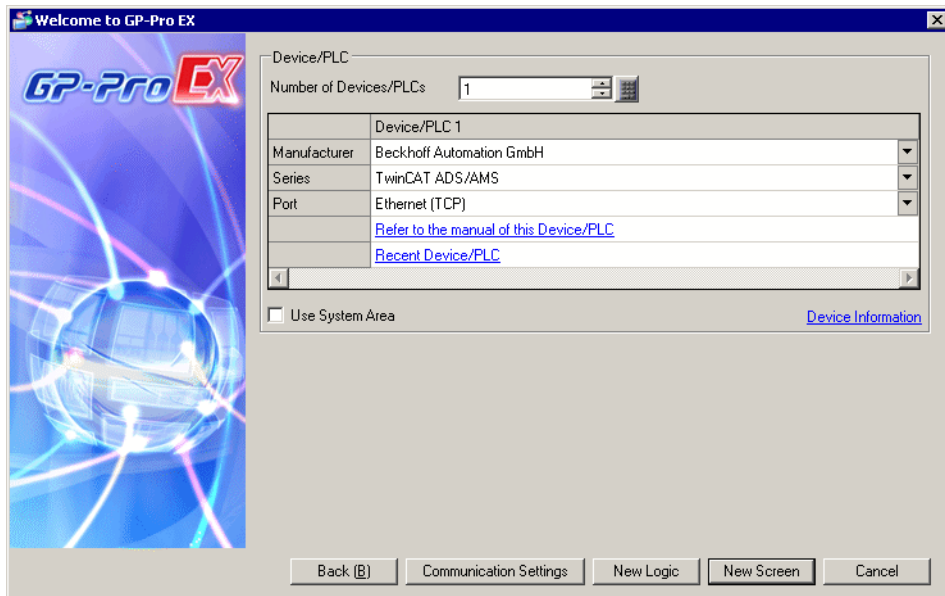 Welcome to GP-Pro EX
GP-Pro EX
Device/PLC
Number of Devices/PLCs 1
Device/PLC 1
Manufacturer Beckhoff Automation GmbH
Series TwinCAT ADS/AMS
Port Ethernet (TCP)
Refer to the manual of this Device/PLC
Recent Device/PLC
Use System Area Device Information
Back (B) Communication Settings New Logic New Screen Cancel